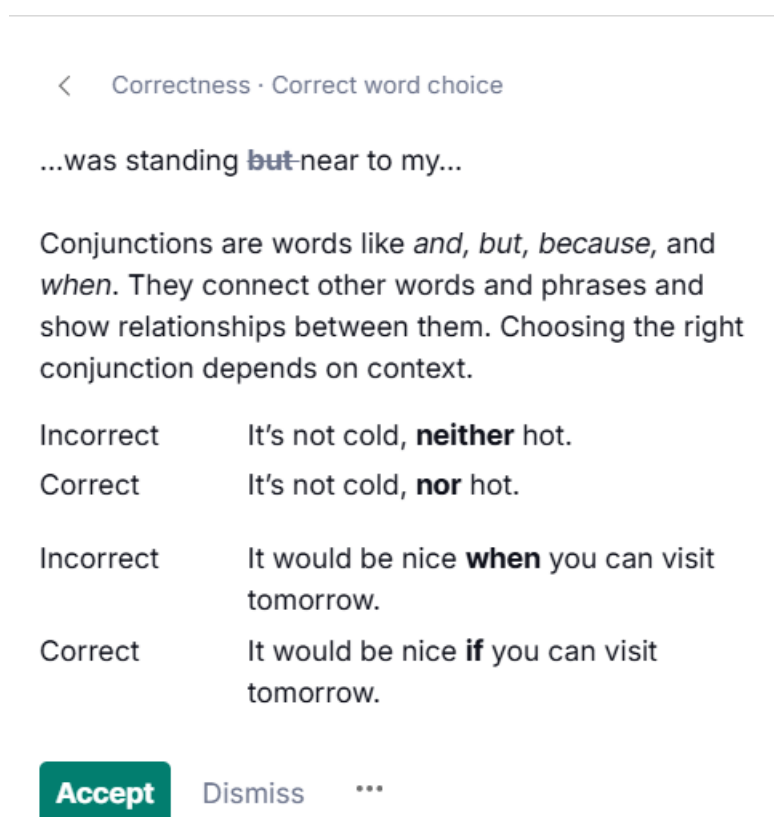 Correctness · Correct word choice
...was standing but near to my...
Conjunctions are words like and, but, because, and
when. They connect other words and phrases and
show relationships between them. Choosing the right
conjunction depends on context.
Incorrect It’s not cold, neither hot.
Correct It’s not cold, nor hot.
Incorrect It would be nice when you can visit
tomorrow.
Correct It would be nice if you can visit
tomorrow.
Accept Dismiss ...